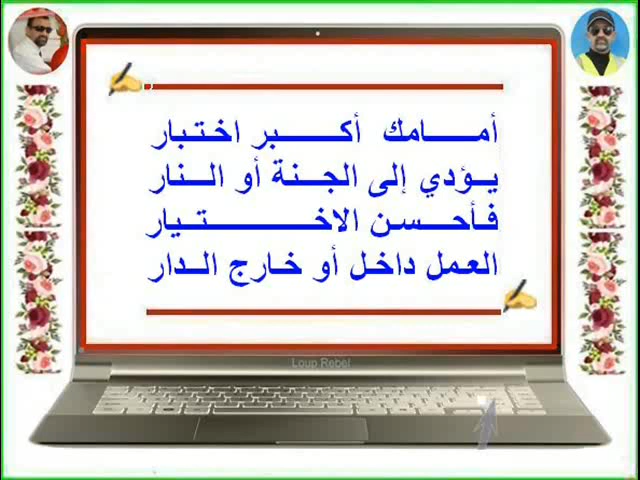 أمامك أكبر اختبار
يؤدي إلى الجنة أو النار
فأحسن الاختيار
العمل داخل أو خارج الدار
Loup Rebel